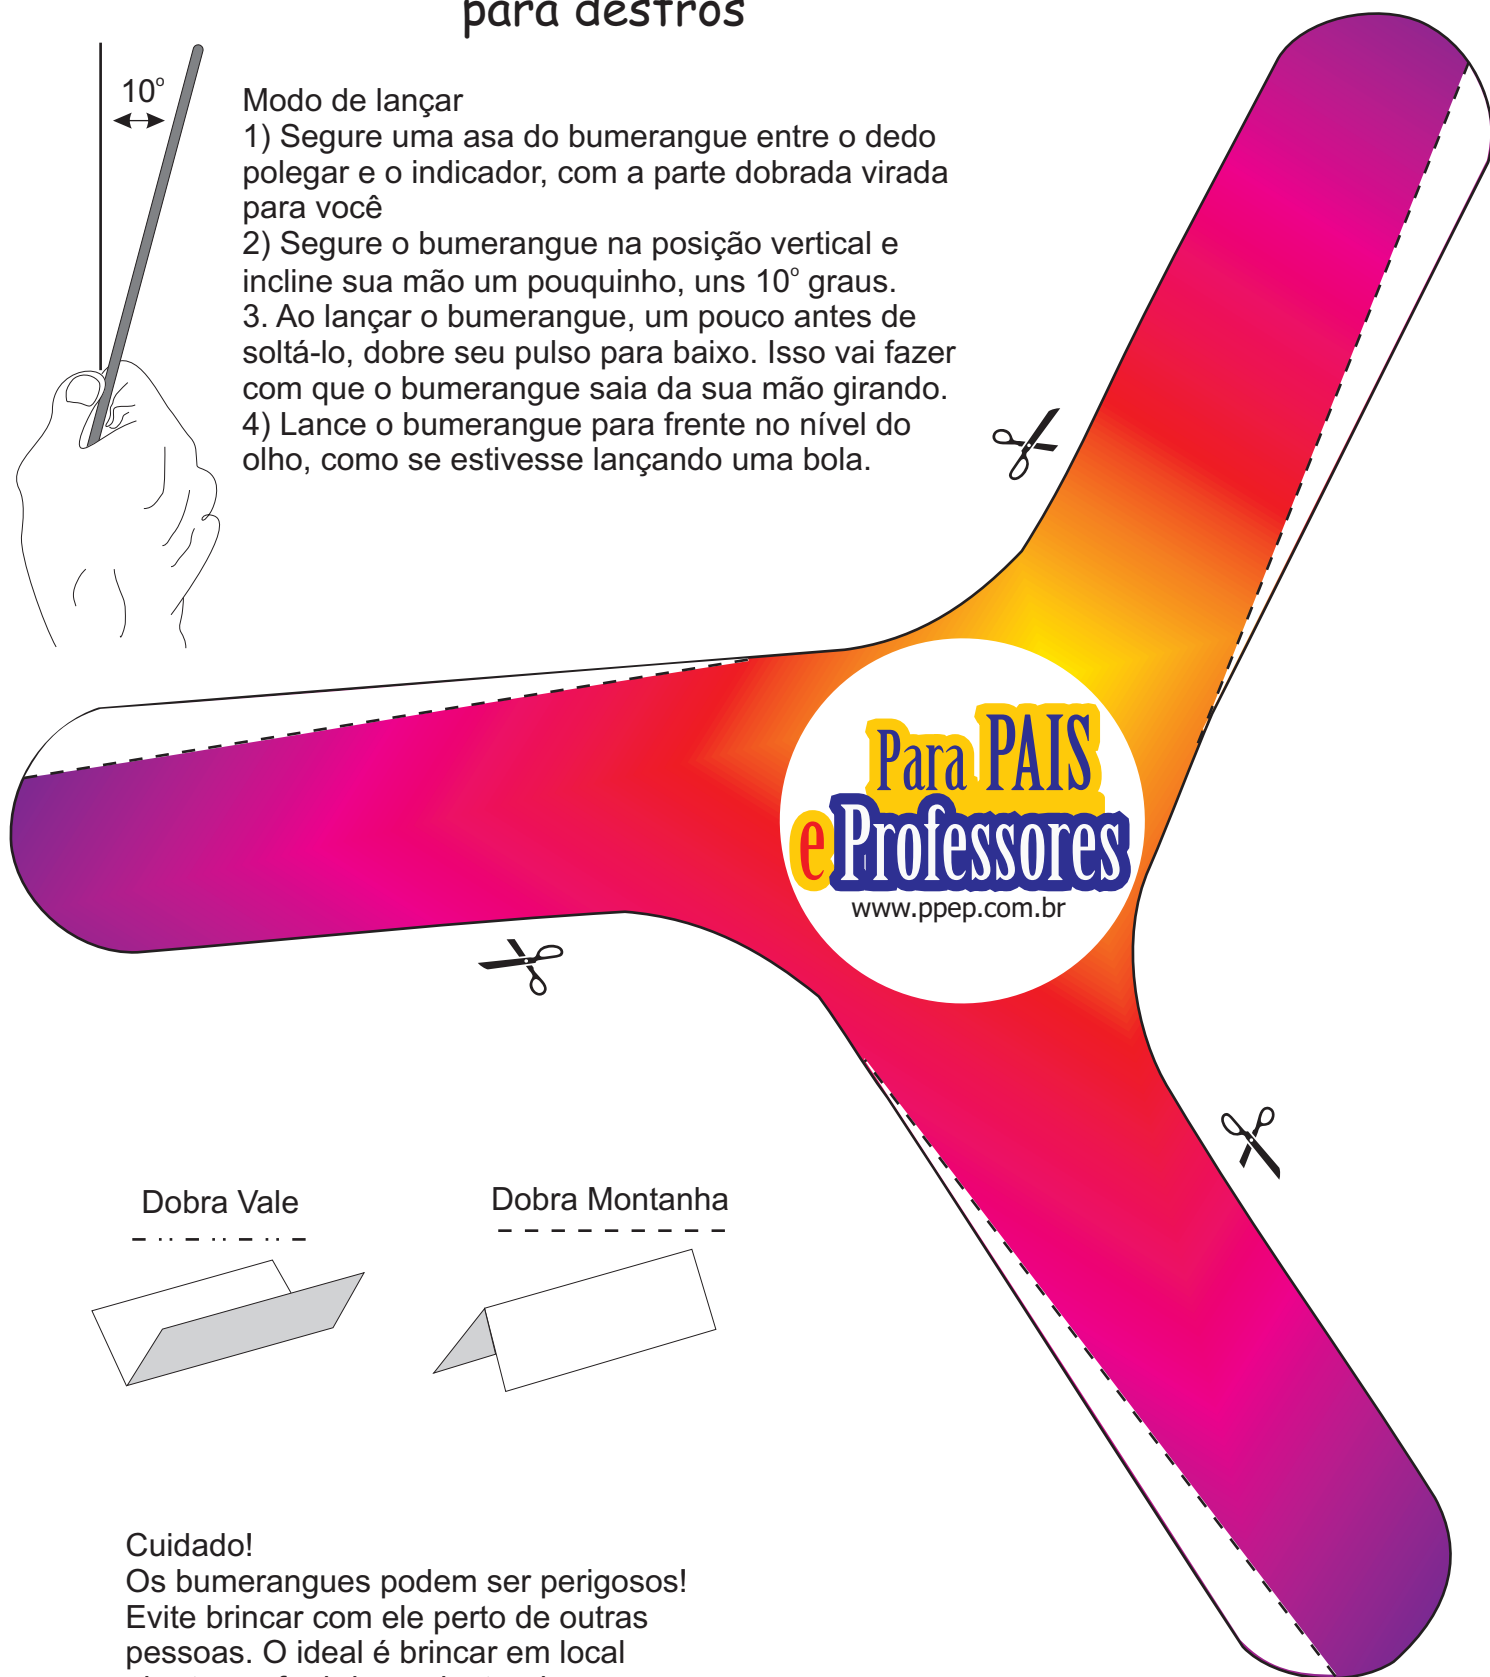 para destros
10°
Modo de lançar
1) Segure uma asa do bumerangue entre o dedo
polegar e o indicador, com a parte dobrada virada
para você
2) Segure o bumerangue na posição vertical e
incline sua mão um pouquinho, uns 10° graus.
3. Ao lançar o bumerangue, um pouco antes de
soltá-lo, dobre seu pulso para baixo. Isso vai fazer
com que o bumerangue saia da sua mão girando.
4) Lance o bumerangue para frente no nível do
olho, como se estivesse lançando uma bola.
Para PAIS
e Professores
www.ppep.com.br
Dobra Vale
Dobra Montanha
Cuidado!
Os bumerangues podem ser perigosos!
Evite brincar com ele perto de outras
pessoas. O ideal é brincar em local